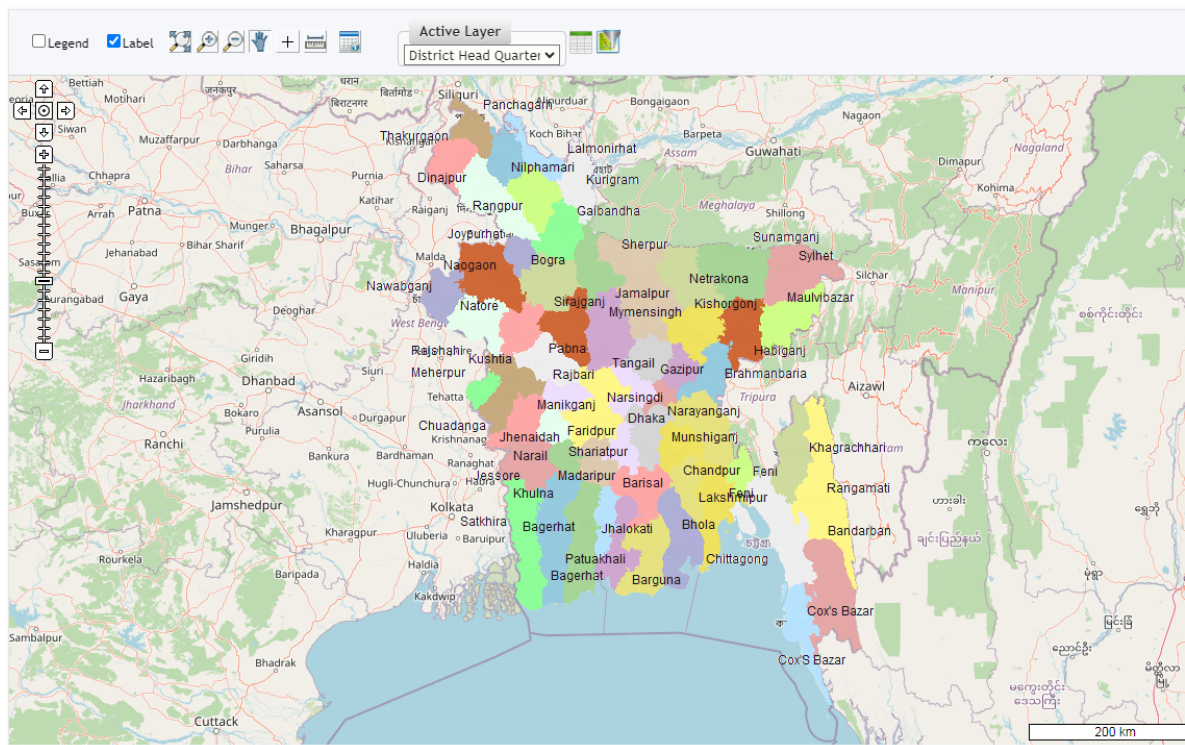 Legend
Label
Active Layer
District Head Quarter
Bettiah
Motihari
Siliguri
Panchagarh
Alipurduar
Bongaigaon
Nagaon
Siwan
Muzaffarpur
Darbhanga
Thakurgaon
Kishanganj
Koch Bihar
Barpeta
Guwahati
Nagaland
Lalmonirhat
Assam
Dimapur
Chhapra
Bihar
Saharsa
Purnia
Dinajpur
Nilphamari
Kurigram
Kohima
Patna
Arrah
Katihar
Raiganj
Rangpur
Gaibandha
Meghalaya
Shillong
Munger
Bhagalpur
Jehanabad
Bihar Sharif
Joypurhat
Sherpur
Sunamganj
Malda
Naogaon
Bogra
Sylhet
Silchar
Gaya
Nawabganj
Netrakona
Manipur
Deoghar
Natore
Sirajganj
Jamalpur
Kishorgonj
Maulvibazar
Mymensingh
Giridih
Rajshahi
Kushtia
Pabna
Habiganj
Siuri
Meherpur
Rajbari
Tangail
Gazipur
Brahmanbaria
Aizawl
Hazaribagh
Dhanbad
Tehatta
Tripura
Jharkhand
Asansol
Manikganj
Narsingdi
Bokaro
Durgapur
Narayanganj
Purulia
Chuadanga
Dhaka
Ranchi
Krishnanagar
Jhenaidah
Faridpur
Munshiganj
Khagrachhari
Bankura
Bardhaman
Ranaghat
Narail
Shariatpur
Hugli-Chunchura
Habra
Jessore
Madaripur
Barisal
Chandpur
Feni
Rangamati
Jamshedpur
Kolkata
Khulna
Lakshmipur
Feni
Kharagpur
Uluberia
Baruipur
Satkhira
Bagerhat
Jhalokati
Bhola
Bandarban
Rourkela
Haldia
Patuakhali
Chittagong
Baripada
Bagerhat
Barguna
Kakdwip
Cox's Bazar
Sambalpur
Bhadrak
Cox'S Bazar
Cuttack
200 km